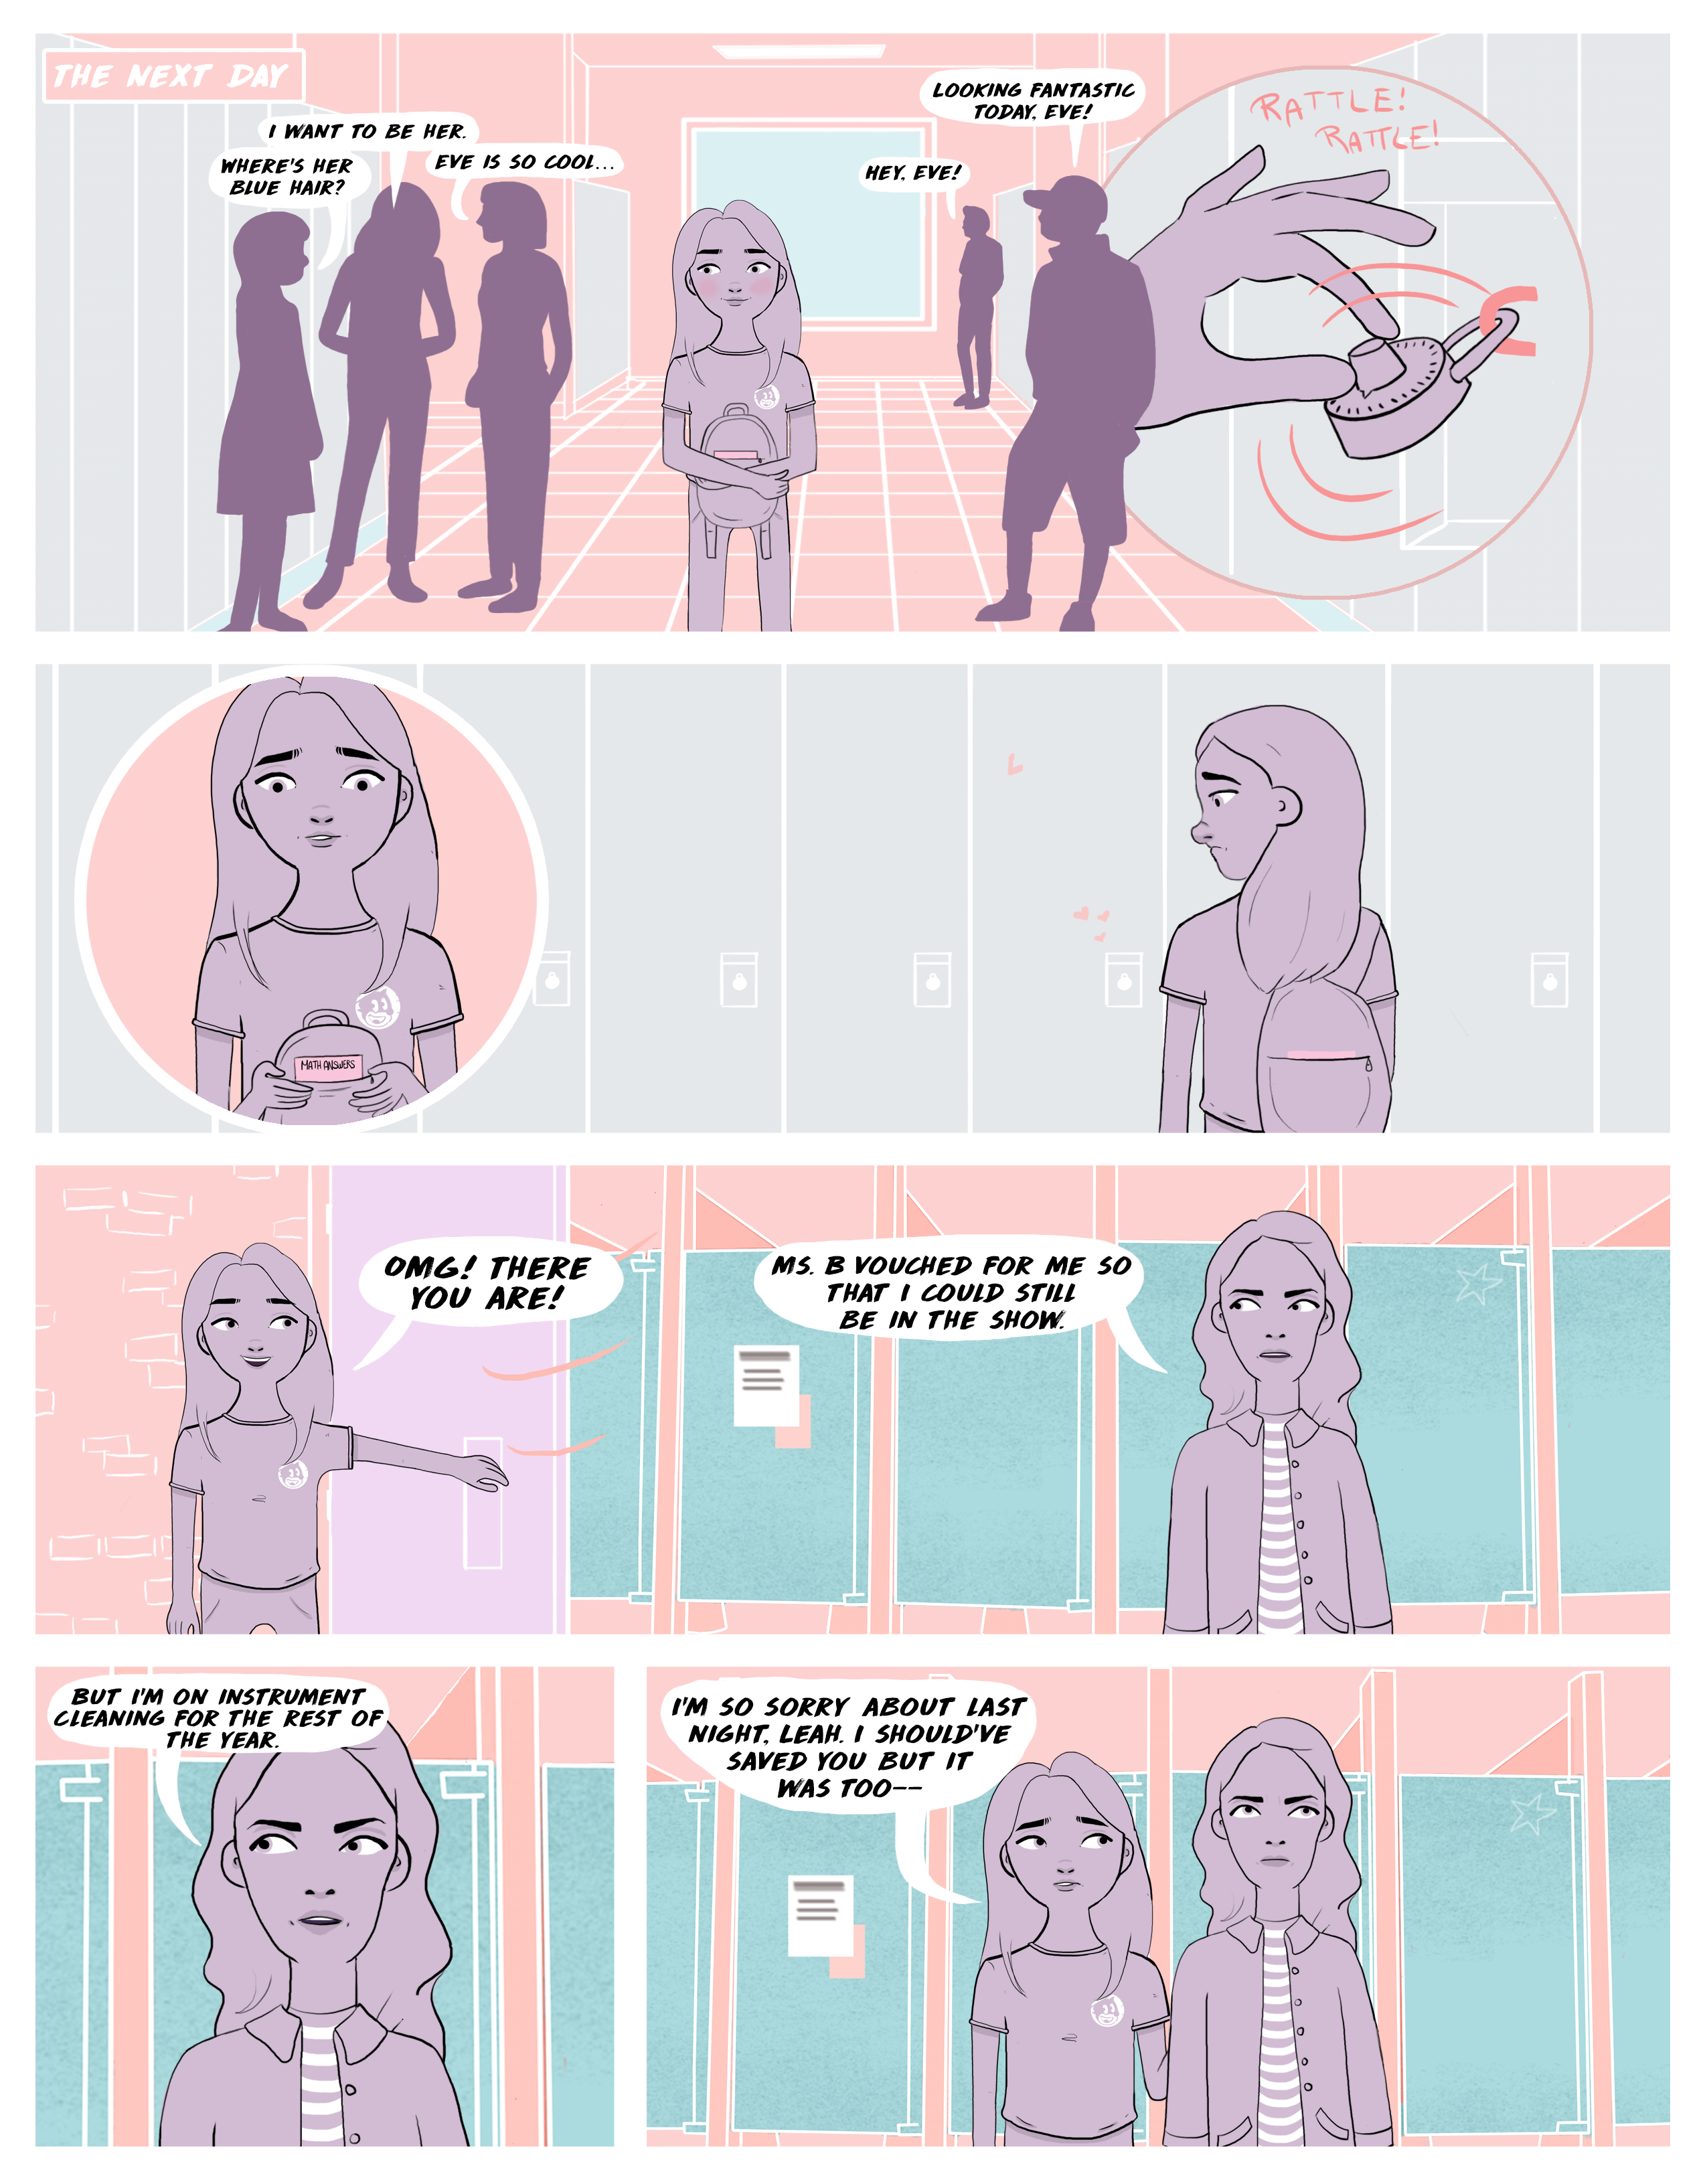 THE NEXT DAY
I WANT TO BE HER.
WHERE'S HER
BLUE HAIR?
EVE IS SO COOL...
HEY, EVE!
LOOKING FANTASTIC
TODAY, EVE!
RATTLE!
RATTLE!
MATH ANSWERS
OMG! THERE
YOU ARE!
MS. B VOUCHED FOR ME SO
THAT I COULD STILL
BE IN THE SHOW.
BUT I'M ON INSTRUMENT
CLEANING FOR THE REST OF
THE YEAR.
I'M SO SORRY ABOUT LAST
NIGHT, LEAH. I SHOULD'VE
SAVED YOU BUT IT
WAS TOO--